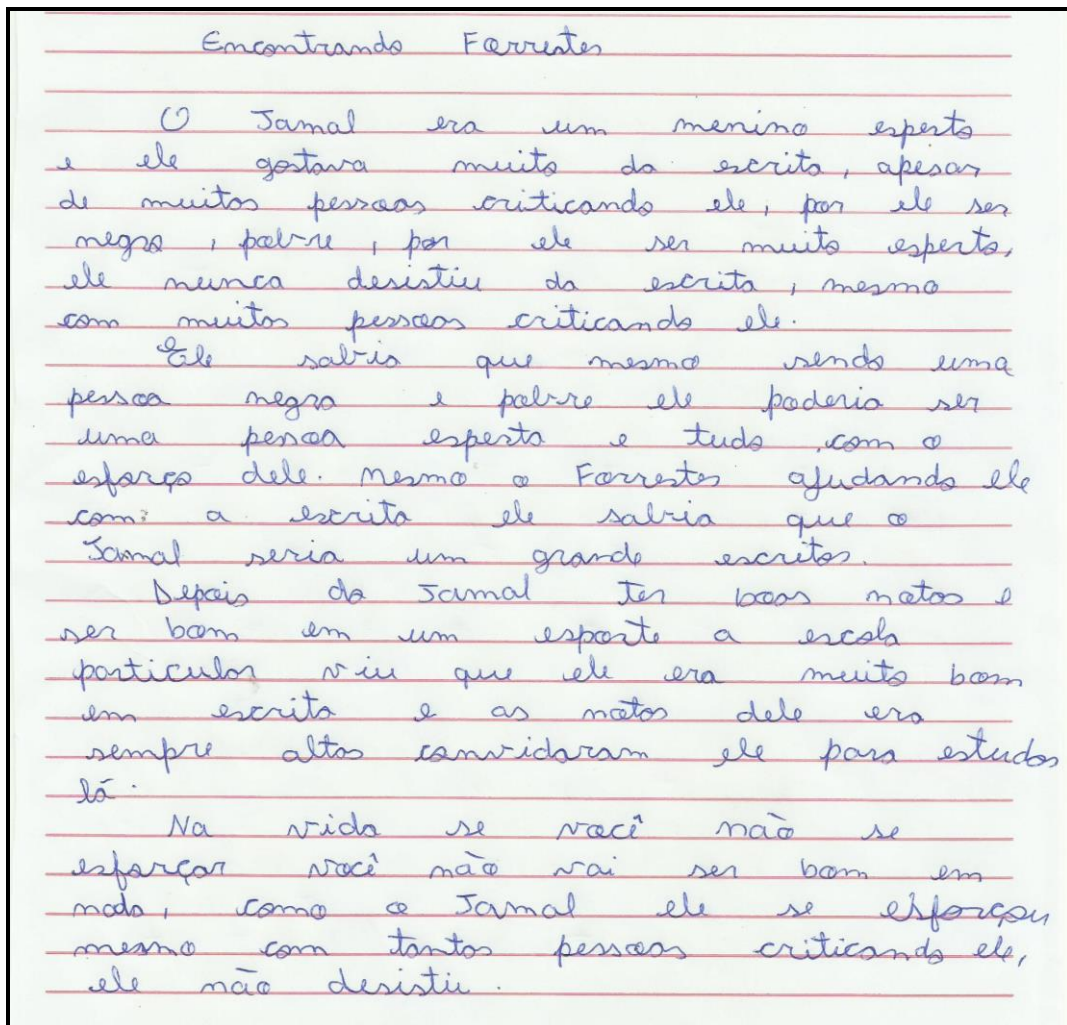 Encontrando Forrester
O Jamal era um menino esperto
e ele gostava muito da escrita, apesar
de muitas pessoas criticando ele, por ele ser
negro, pobre, por ele ser muito esperto,
ele nunca desistiu da escrita, mesmo
com muitas pessoas criticando ele.
Ele sabia que mesmo sendo uma
pessoa negra e pobre ele poderia ser
uma pessoa esperta e tudo com o
esforço dele. Mesmo o Forrester ajudando ele
com a escrita ele sabia que o
Jamal seria um grande escritor.
Depois do Jamal ter boas notas e
ser bom em um esporte a escola
particular viu que ele era muito bom
em escrita e as notas dele era
sempre altas convidaram ele para estudar
lá.
Na vida se você não se
esforçar você não vai ser bom em
nada, como o Jamal ele se esforçou
mesmo com tantas pessoas criticando ele,
ele não desistiu.